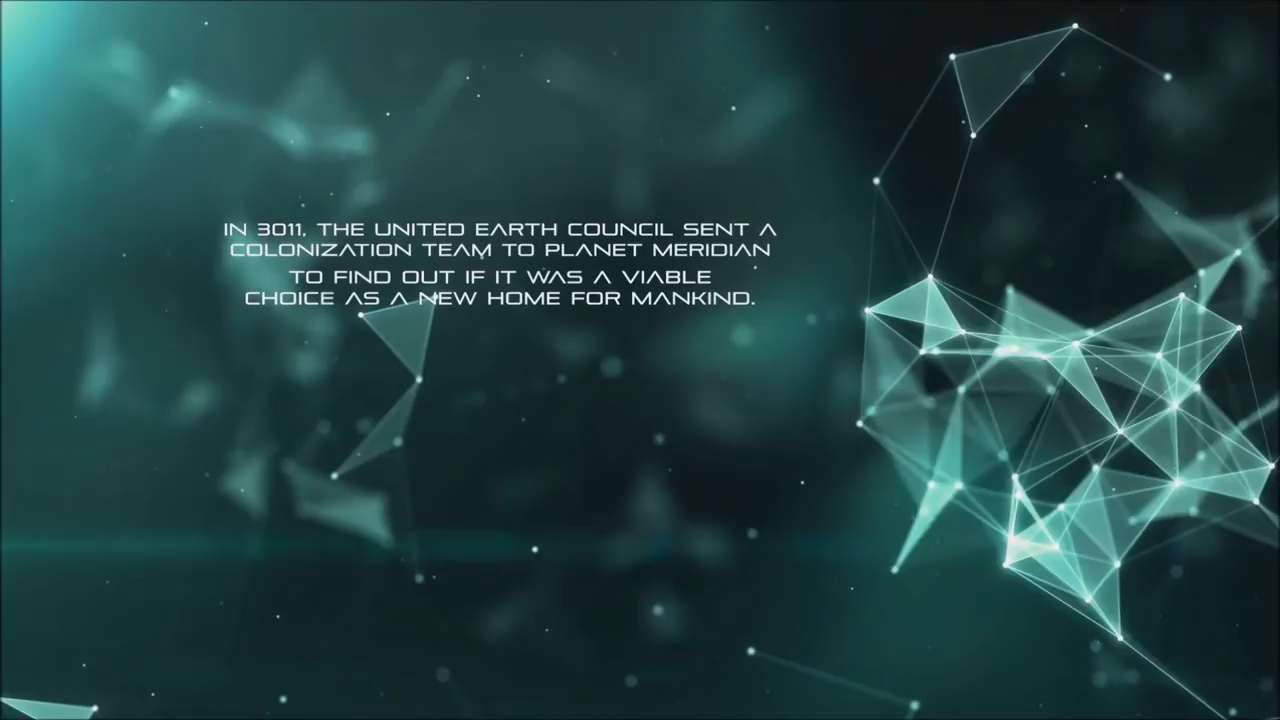 IN 3011, THE UNITED EARTH COUNCIL SENT A
COLONIZATION TEAM TO PLANET MERIDIAN
TO FIND OUT IF IT WAS A VIABLE
CHOICE AS A NEW HOME FOR MANKIND.